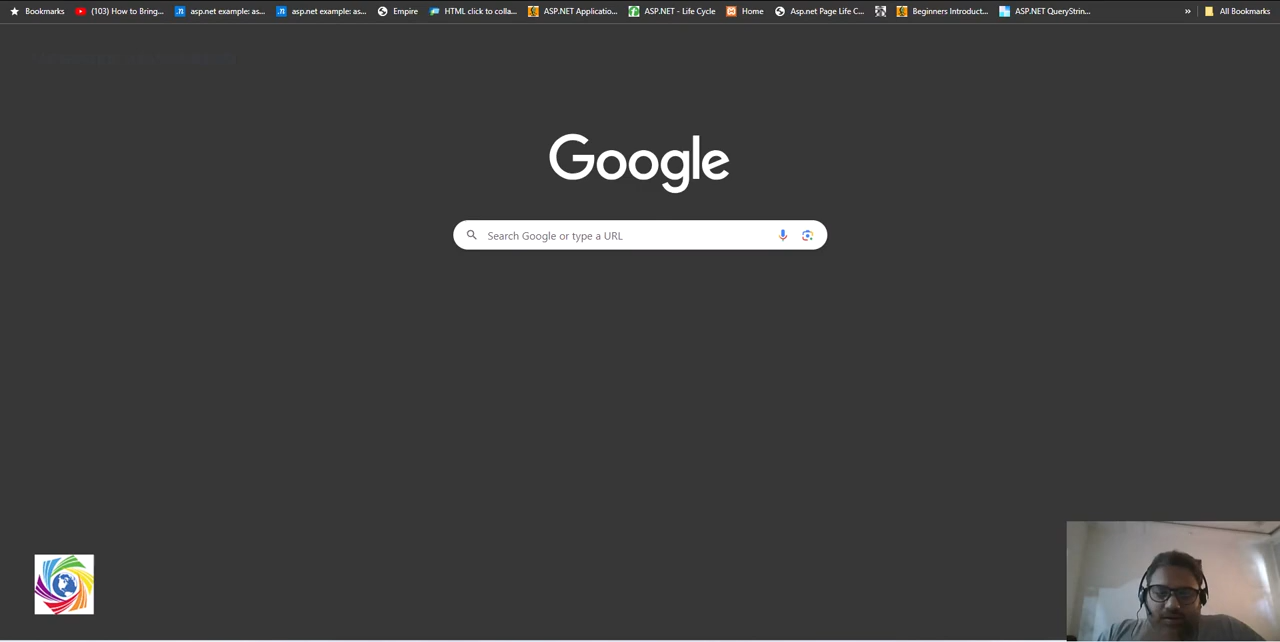 Bookmarks (103) How to Bring... asp.net example: as... asp.net example: as... Empire HTML click to colla... ASP.NET Applicatio... ASP.NET - Life Cycle Home Asp.net Page Life C... Beginners Introduct... ASP.NET QueryStrin... » All Bookmarks
Google
Search Google or type a URL